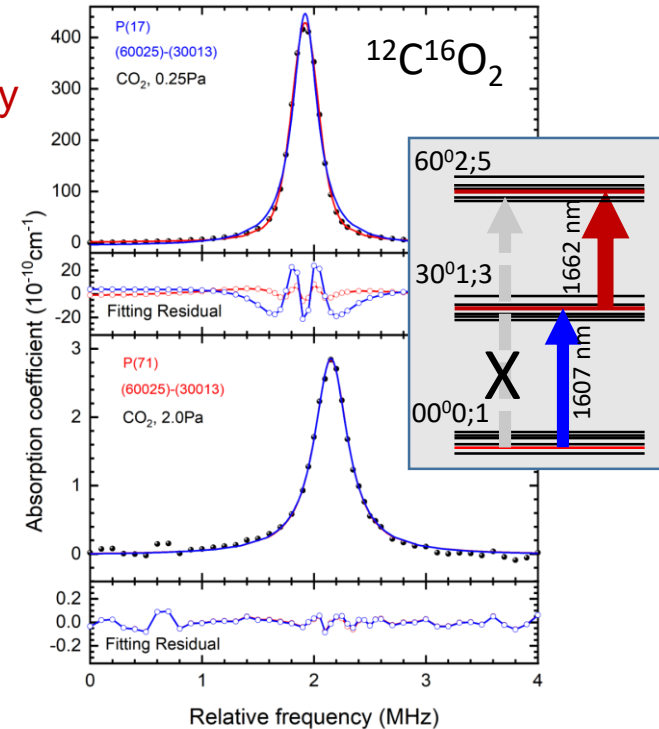 y
400
300
200
100
0
P(17)
(60025)-(30013)
CO₂, 0.25Pa
¹²C¹⁶O₂
20
0
-20
Fitting Residual
3
2
1
0
P(71)
(60025)-(30013)
CO₂, 2.0Pa
0.2
0.0
-0.2
Fitting Residual
0 1 2 3 4
Relative frequency (MHz)
Absorption coefficient (10⁻¹⁰cm⁻¹)
60⁰2;5
1662 nm
30⁰1;3
X
1607 nm
00⁰0;1